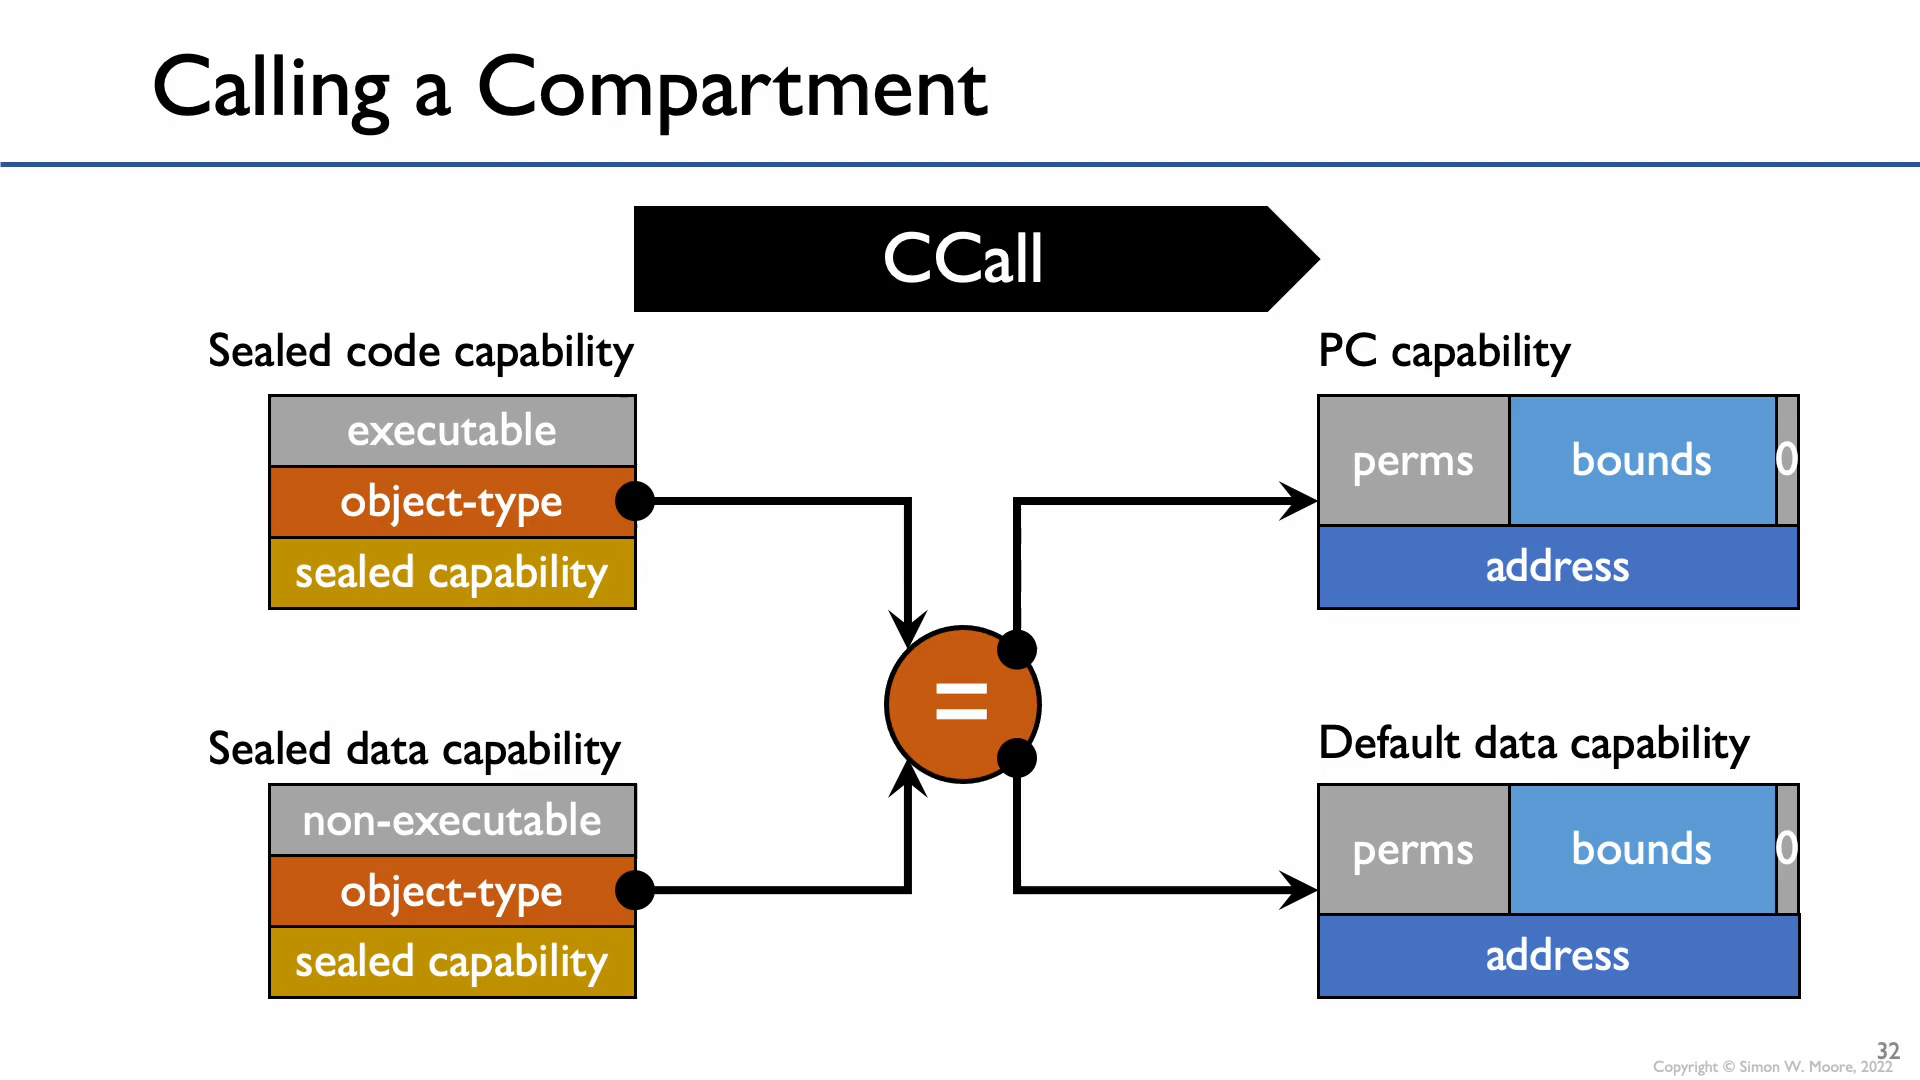 Calling a Compartment
CCall
Sealed code capability
executable
object-type
sealed capability
PC capability
perms
bounds
0
address
=
Sealed data capability
non-executable
object-type
sealed capability
Default data capability
perms
bounds
0
address
32
Copyright © Simon W. Moore, 2022